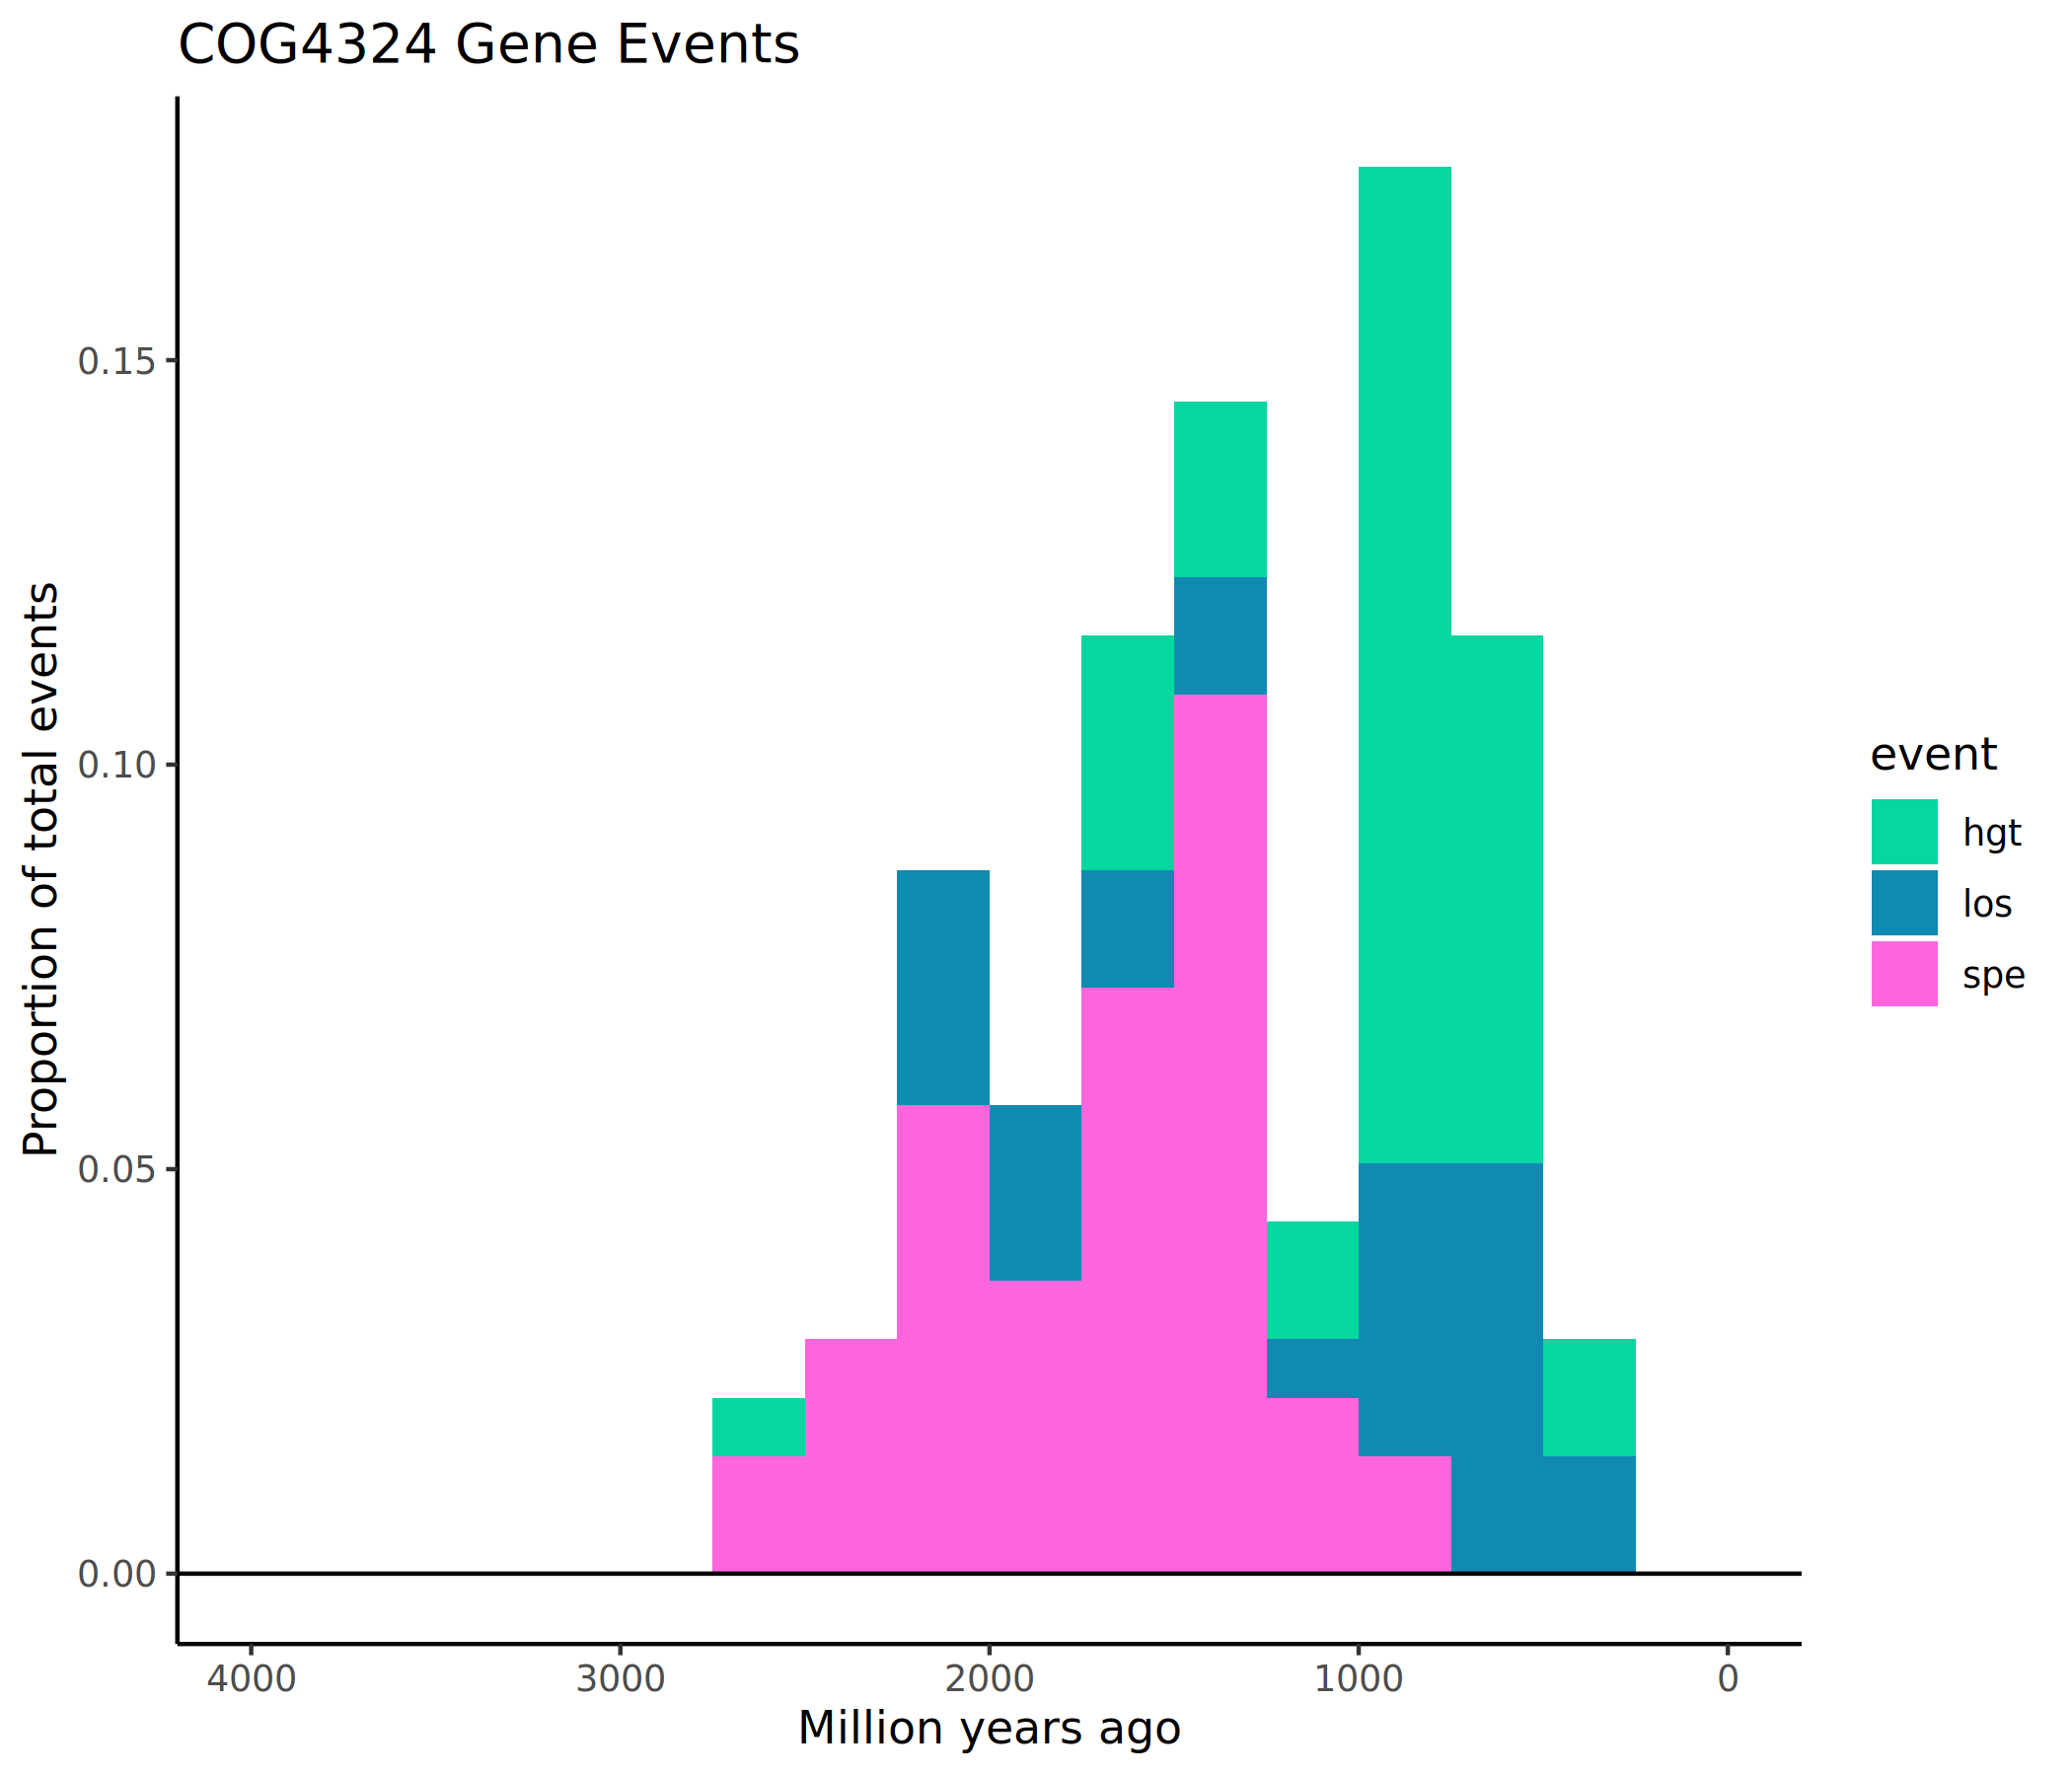 COG4324 Gene Events
Proportion of total events
0.15
0.10
0.05
0.00
4000 3000 2000 1000 0
Million years ago
event
hgt
los
spe